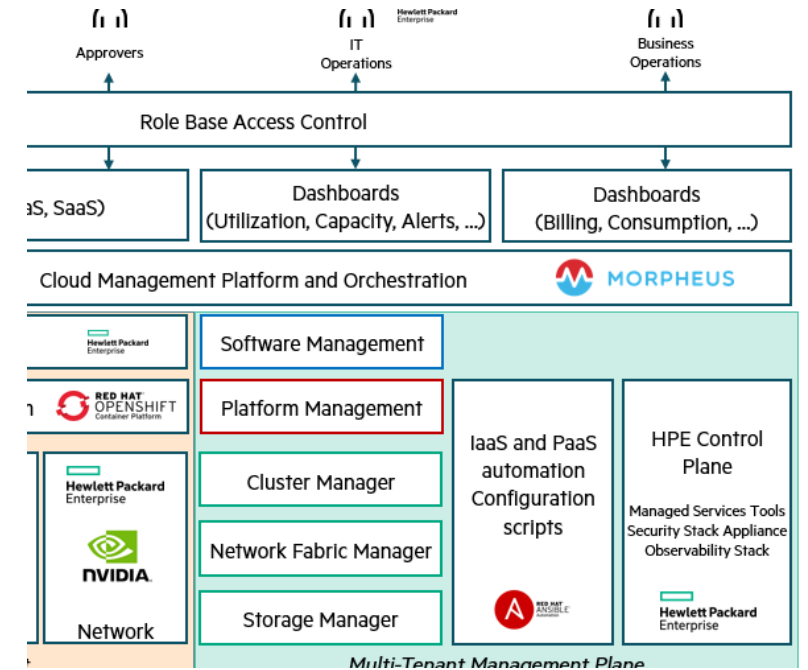 Hewlett Packard
Enterprise
Approvers
IT
Operations
Business
Operations
Role Base Access Control
aS, SaaS)
Dashboards
(Utilization, Capacity, Alerts, ...)
Dashboards
(Billing, Consumption, ...)
Cloud Management Platform and Orchestration
MORPHEUS
Hewlett Packard
Enterprise
Software Management
RED HAT
OPENSHIFT
Container Platform
Platform Management
Hewlett Packard
Enterprise
NVIDIA
Network
Cluster Manager
Network Fabric Manager
Storage Manager
IaaS and PaaS
automation
Configuration
scripts
RED HAT
ANSIBLE
Automation
HPE Control
Plane
Managed Services Tools
Security Stack Appliance
Observability Stack
Hewlett Packard
Enterprise
Multi-Tenant Management Plane